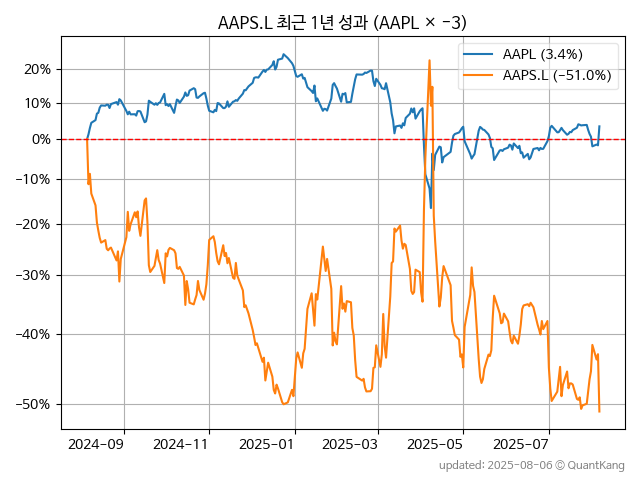 AAPS.L 최근 1년 성과 (AAPL × −3)
AAPL (3.4%)
AAPS.L (−51.0%)
20%
10%
0%
−10%
−20%
−30%
−40%
−50%
2024-09 2024-11 2025-01 2025-03 2025-05 2025-07
updated: 2025-08-06 © QuantKang